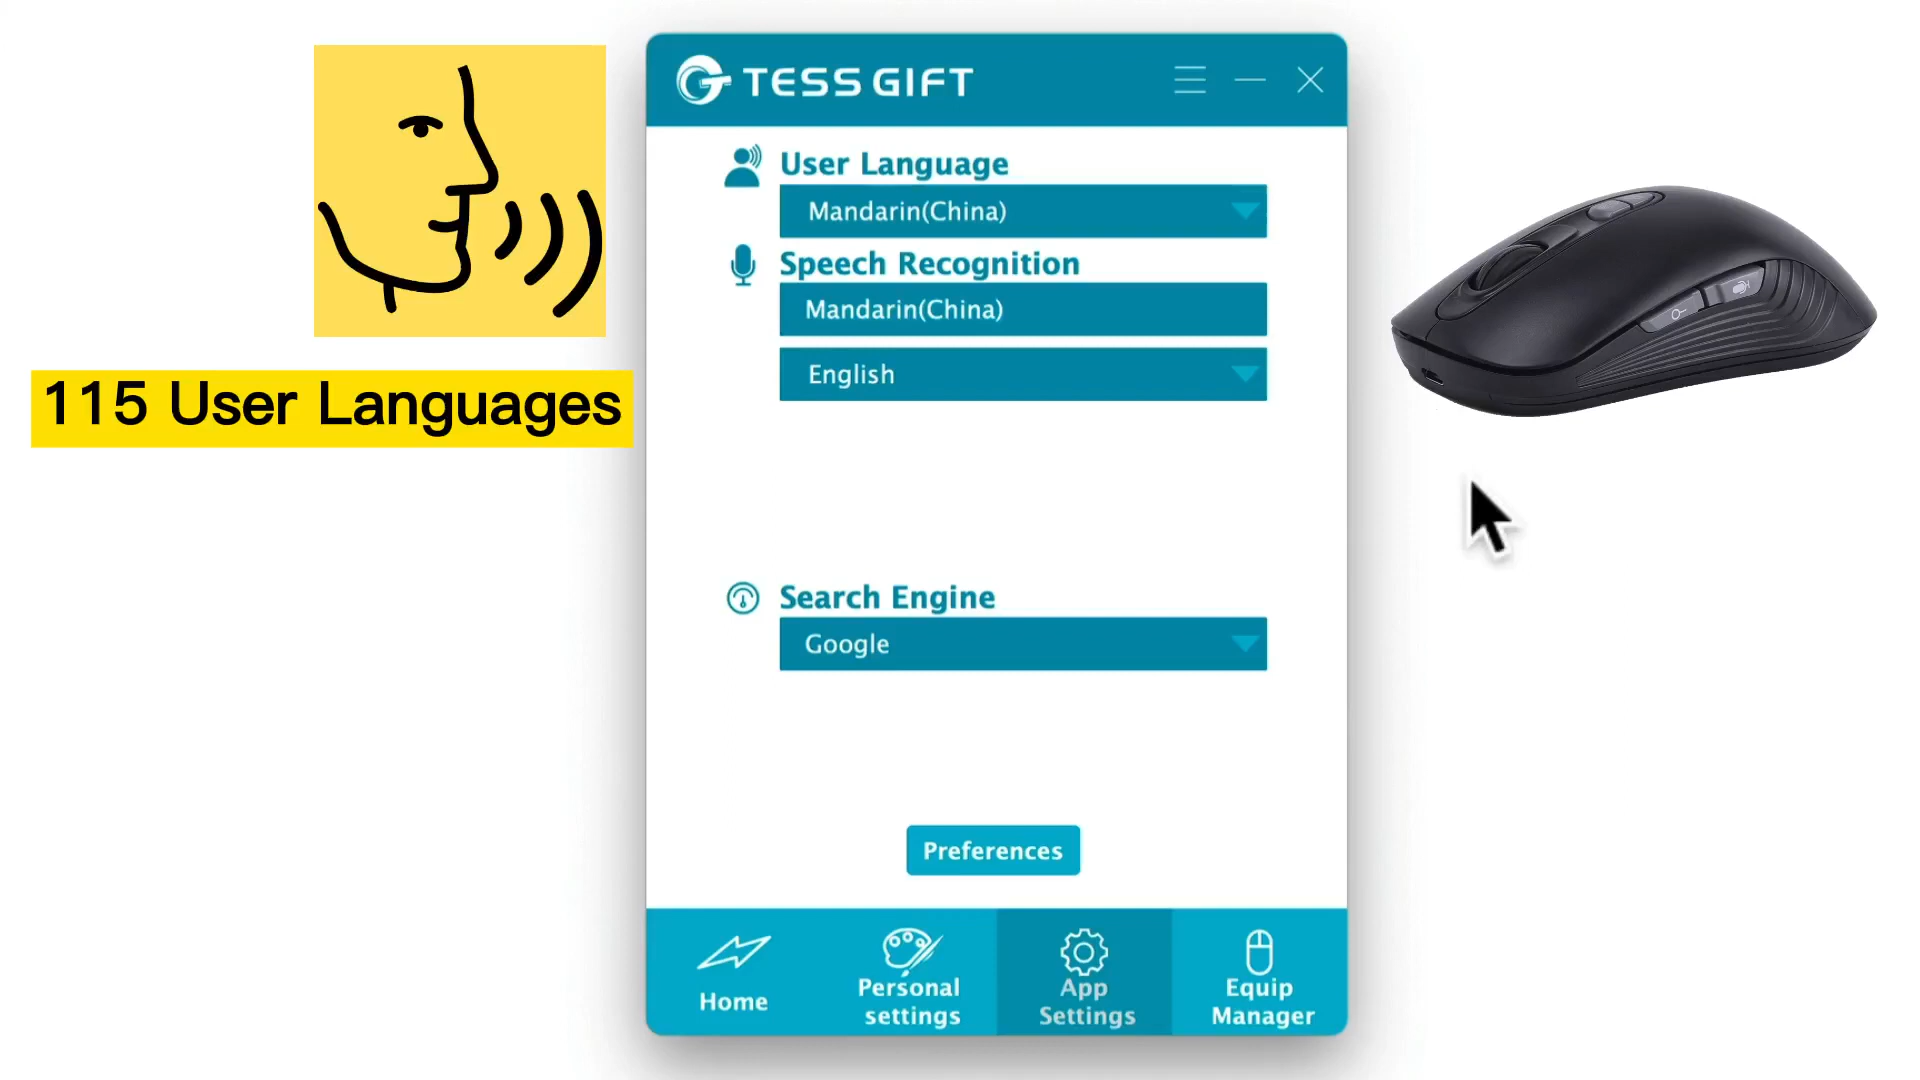 TESS GIFT
User Language
Mandarin(China)
Speech Recognition
Mandarin(China)
English
115 User Languages
Search Engine
Google
Preferences
Home
Personal settings
App Settings
Equip Manager